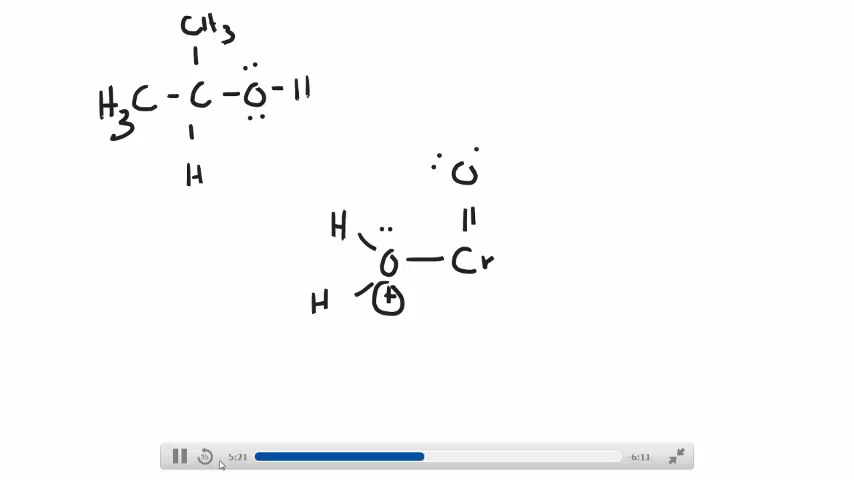 CH3
H3C - C - O - H
H
O
H
O — Cr
H +
5:21 -6:11